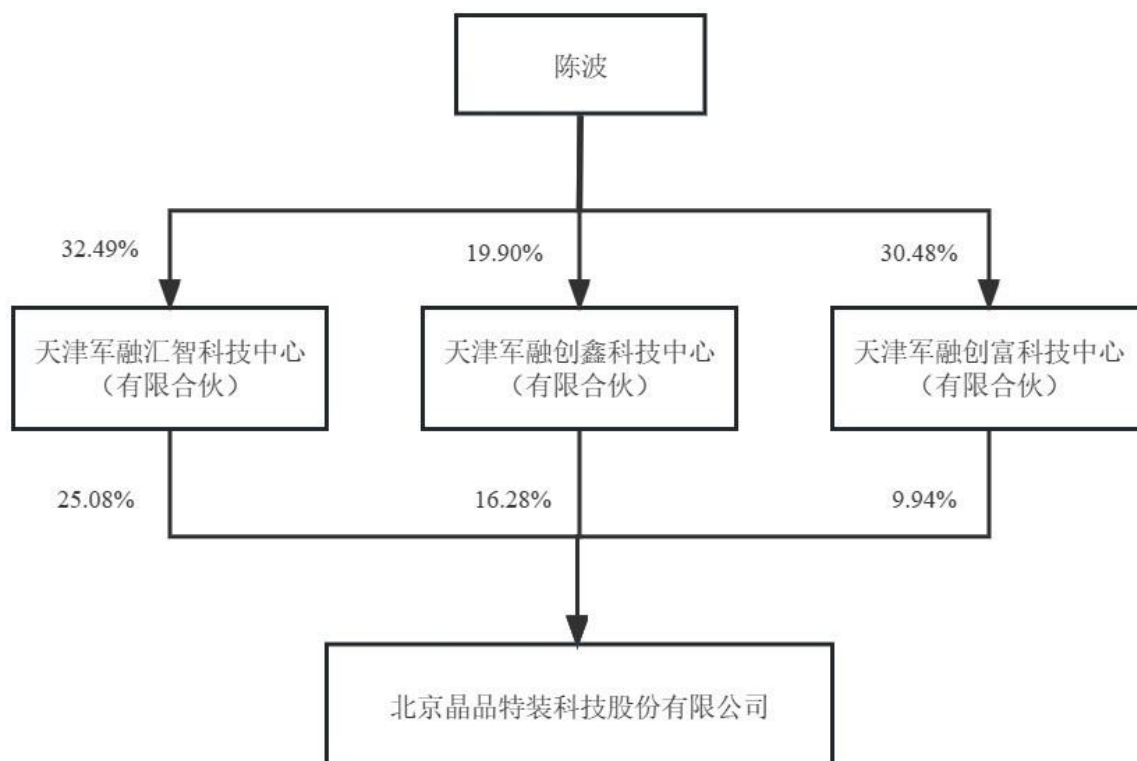 陈波
32.49%
19.90%
30.48%
天津军融汇智科技中心
（有限合伙）
天津军融创鑫科技中心
（有限合伙）
天津军融创富科技中心
（有限合伙）
25.08%
16.28%
9.94%
北京晶品特装科技股份有限公司